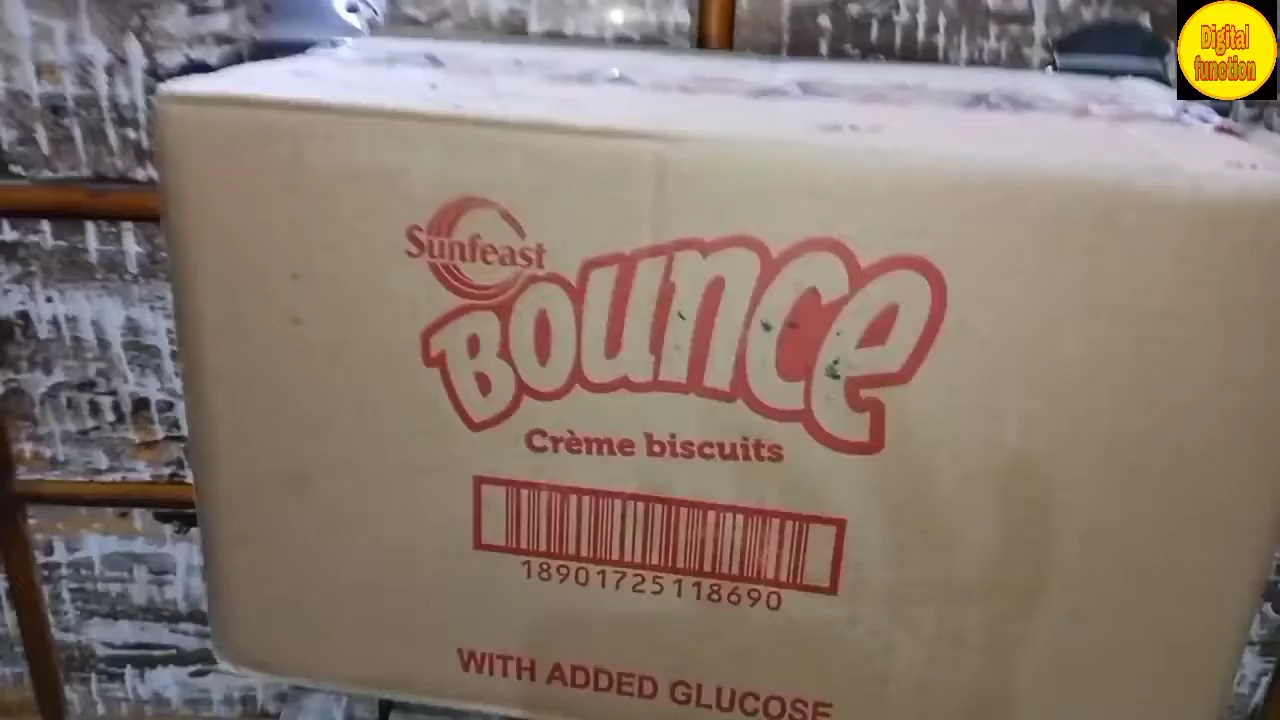 Digital
function
Sunfeast
Bounce
Crème biscuits
18901725118690
WITH ADDED GLUCOSE